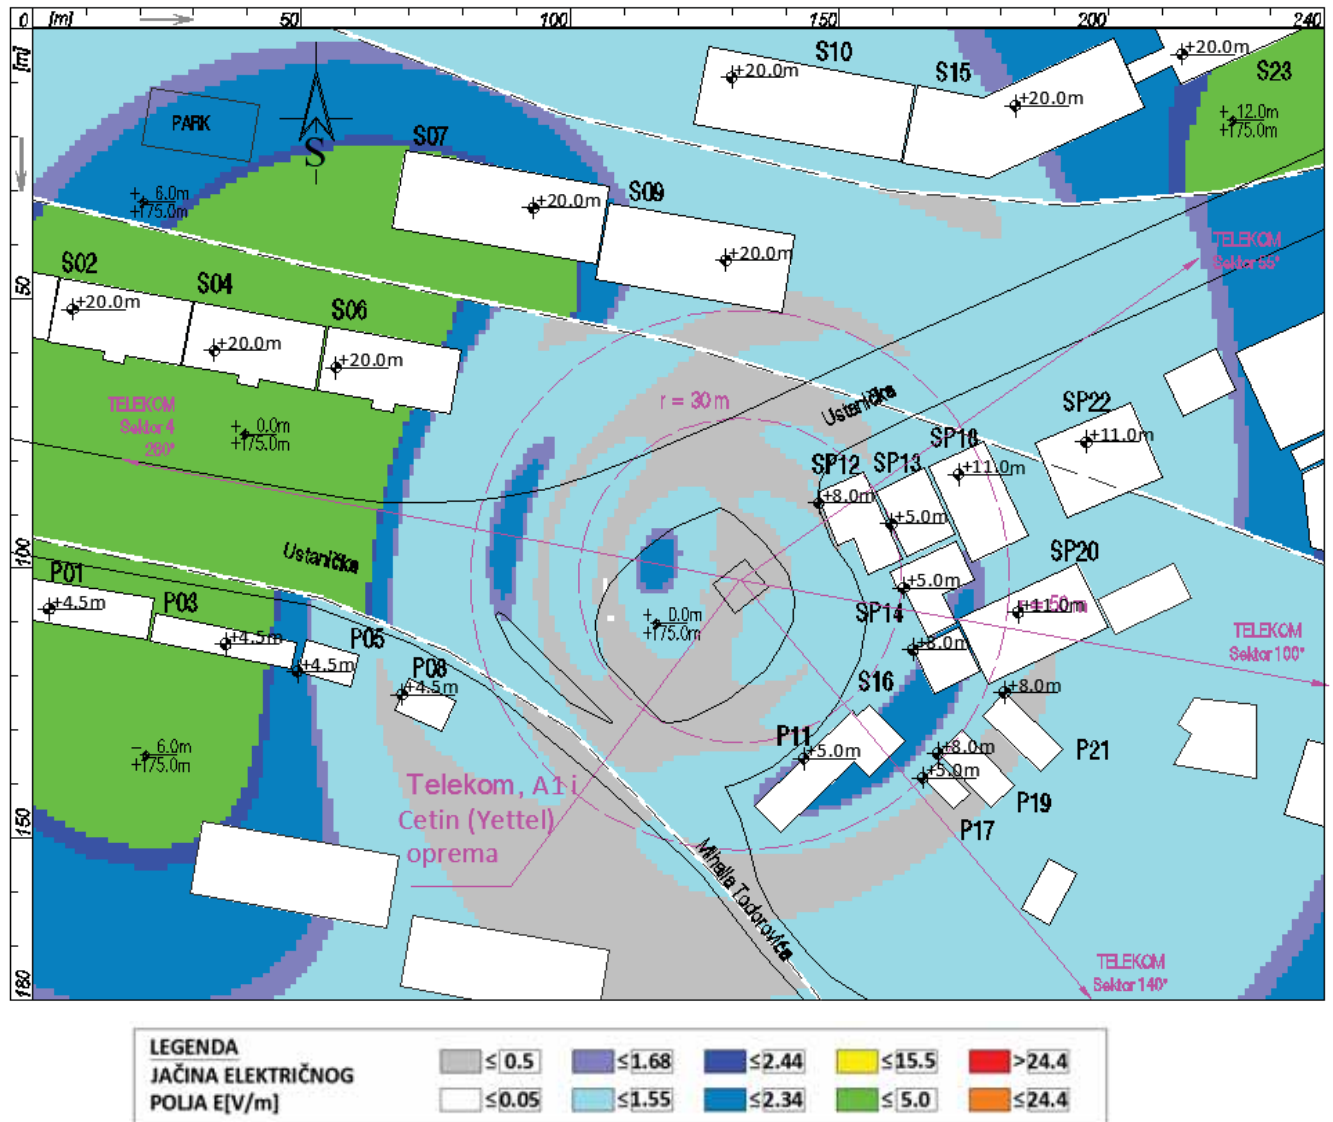 0 [m] 50 100 150 200 240
[m]
50
100
150
180
S10
S15
S23
+20.0m
+20.0m
+20.0m
+12.0m
+175.0m
PARK
S
S07
S09
6.0m
+175.0m
+20.0m
+20.0m
TELEKOM
Sektor 55°
S02
S04
S06
+20.0m
+20.0m
+20.0m
r = 30 m
Ustanička
TELEKOM
Sektor 4
280°
0.0m
+175.0m
SP22
+11.0m
SP12
SP13
+8.0m
+5.0m
+11.0m
Ustanička
SP20
+11.0m
SP14
+5.0m
+8.0m
P01
+4.5m
P03
+4.5m
P05
+4.5m
P08
+4.5m
0.0m
+175.0m
TELEKOM
Sektor 100°
S16
+8.0m
P11
+5.0m
+8.0m
+5.0m
P21
P19
P17
6.0m
+175.0m
Telekom, A1 i
Cetin (Yettel)
oprema
Mihaila Todorovića
TELEKOM
Sektor 140°
LEGENDA
JAČINA ELEKTRIČNOG
POLJA E[V/m]
≤ 0.5 ≤1.68 ≤2.44 ≤15.5 >24.4
≤0.05 ≤1.55 ≤2.34 ≤ 5.0 ≤24.4